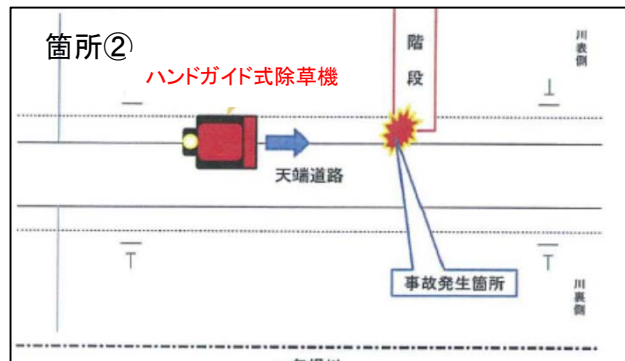 箇所②
ハンドガイド式除草機
階段
川表側
天端道路
事故発生箇所
川裏側